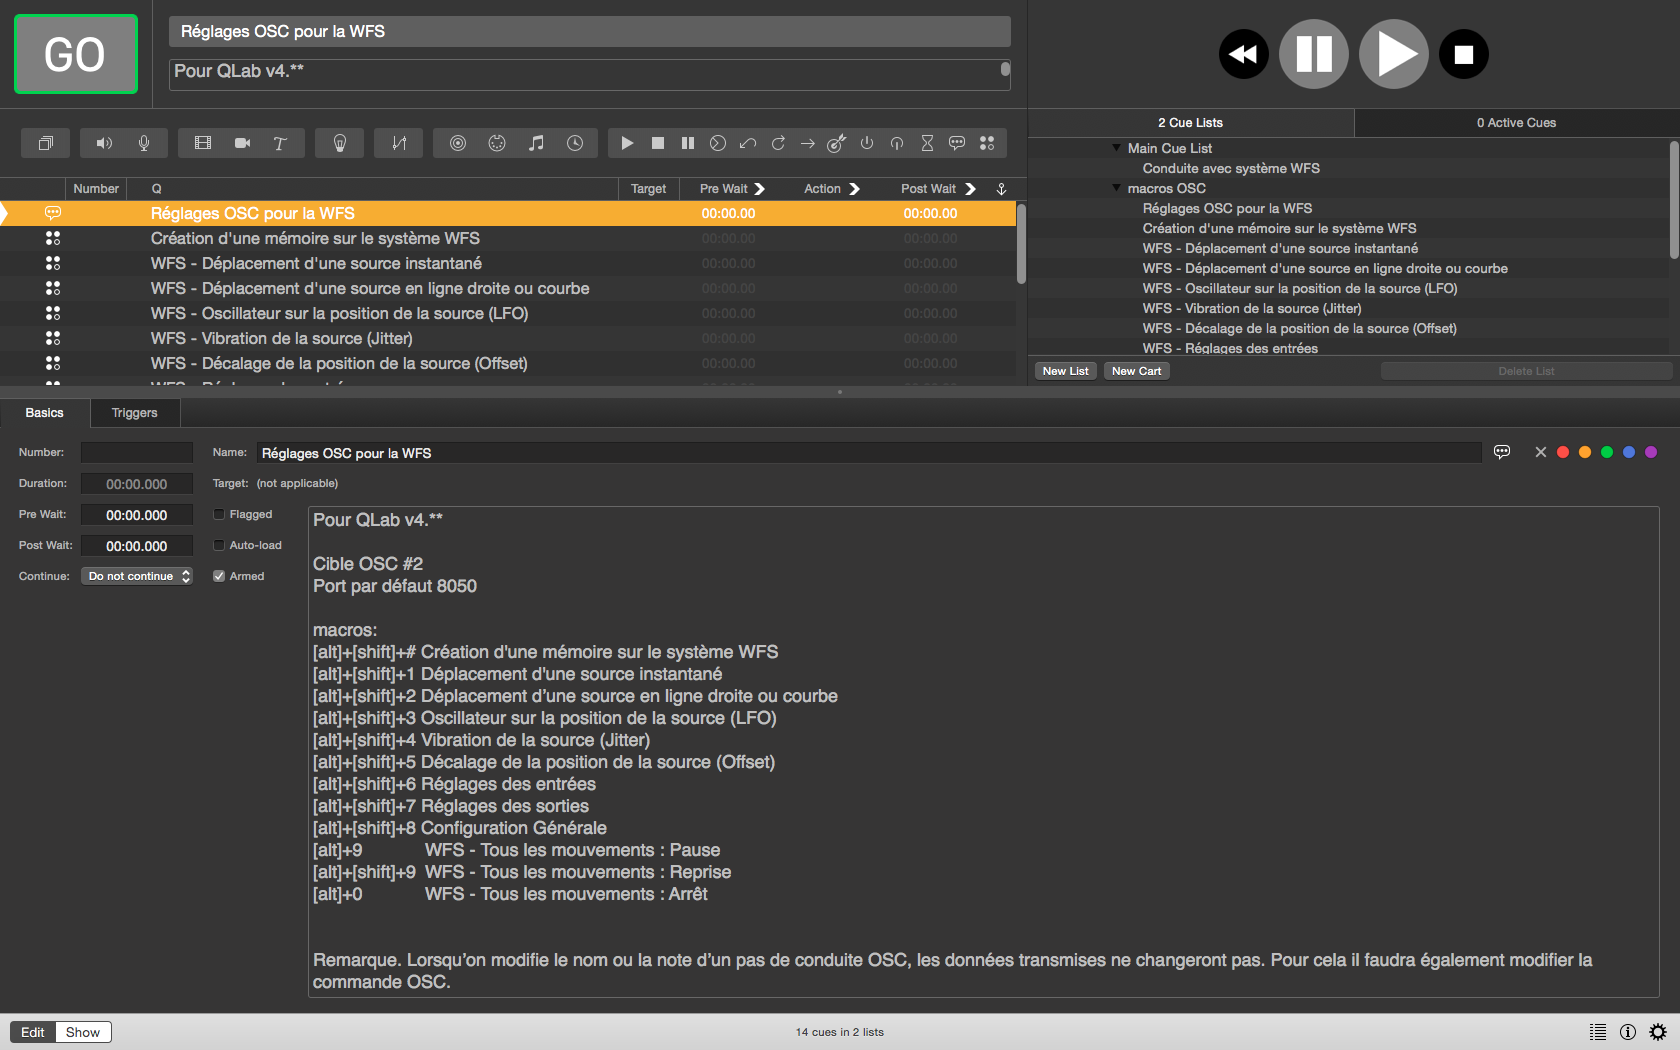 GO
Réglages OSC pour la WFS
Pour QLab v4.**
T
2 Cue Lists
0 Active Cues
Main Cue List
Conduite avec système WFS
macros OSC
Réglages OSC pour la WFS
Création d'une mémoire sur le système WFS
WFS - Déplacement d'une source instantané
WFS - Déplacement d'une source en ligne droite ou courbe
WFS - Oscillateur sur la position de la source (LFO)
WFS - Vibration de la source (Jitter)
WFS - Décalage de la position de la source (Offset)
WFS - Réglages des entrées
New List
New Cart
Delete List
Number
Q
Target
Pre Wait
Action
Post Wait
Réglages OSC pour la WFS 00:00.00 00:00.00
Création d'une mémoire sur le système WFS 00:00.00 00:00.00
WFS - Déplacement d'une source instantané 00:00.00 00:00.00
WFS - Déplacement d'une source en ligne droite ou courbe 00:00.00 00:00.00
WFS - Oscillateur sur la position de la source (LFO) 00:00.00 00:00.00
WFS - Vibration de la source (Jitter) 00:00.00 00:00.00
WFS - Décalage de la position de la source (Offset) 00:00.00 00:00.00
Basics
Triggers
Number:
Name: Réglages OSC pour la WFS
Duration: 00:00.000
Target: (not applicable)
Pre Wait: 00:00.000
Flagged
Post Wait: 00:00.000
Auto-load
Continue: Do not continue
Armed
Pour QLab v4.**
Cible OSC #2
Port par défaut 8050
macros:
[alt]+[shift]+# Création d'une mémoire sur le système WFS
[alt]+[shift]+1 Déplacement d'une source instantané
[alt]+[shift]+2 Déplacement d’une source en ligne droite ou courbe
[alt]+[shift]+3 Oscillateur sur la position de la source (LFO)
[alt]+[shift]+4 Vibration de la source (Jitter)
[alt]+[shift]+5 Décalage de la position de la source (Offset)
[alt]+[shift]+6 Réglages des entrées
[alt]+[shift]+7 Réglages des sorties
[alt]+[shift]+8 Configuration Générale
[alt]+9 WFS - Tous les mouvements : Pause
[alt]+[shift]+9 WFS - Tous les mouvements : Reprise
[alt]+0 WFS - Tous les mouvements : Arrêt
Remarque. Lorsqu’on modifie le nom ou la note d’un pas de conduite OSC, les données transmises ne changeront pas. Pour cela il faudra également modifier la
commande OSC.
Edit
Show
14 cues in 2 lists